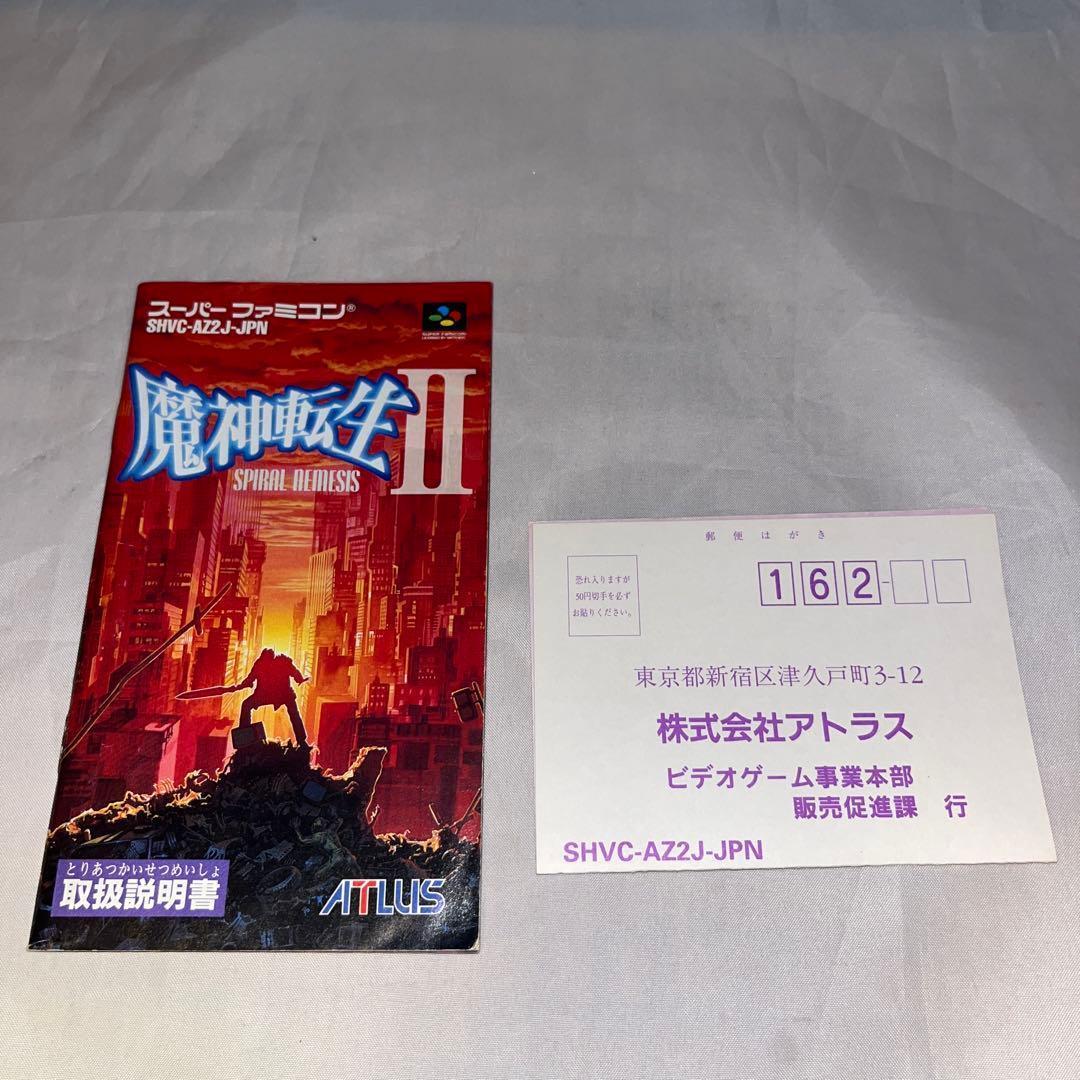 スーパーファミコン®
SHVC-AZ2J-JPN
SUPER FAMICOM
魔神転生II
SPIRAL NEMESIS
とりあつかいせつめいしょ
取扱説明書
ATLUS
郵便はがき
恐れ入りますが
50円切手を必ず
お貼りください。
162-
東京都新宿区津久戸町3-12
株式会社アトラス
ビデオゲーム事業本部
販売促進課 行
SHVC-AZ2J-JPN